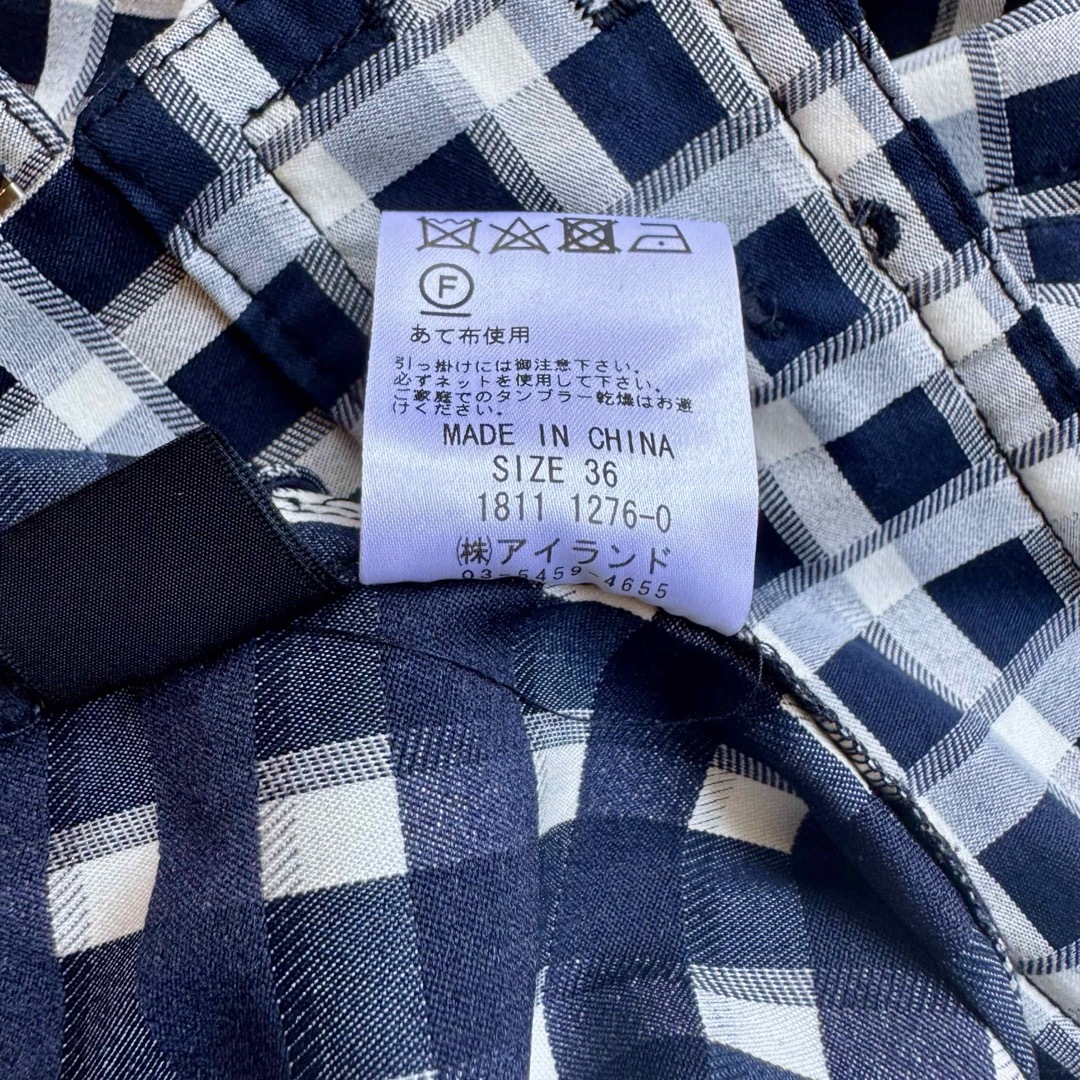 F
あて布使用
引っ掛けには御注意下さい。
必ずネットを使用して下さい。
ご家庭でのタンブラー乾燥はお避
けください。
MADE IN CHINA
SIZE 36
1811 1276-0
㈱アイランド
03-5459-4655